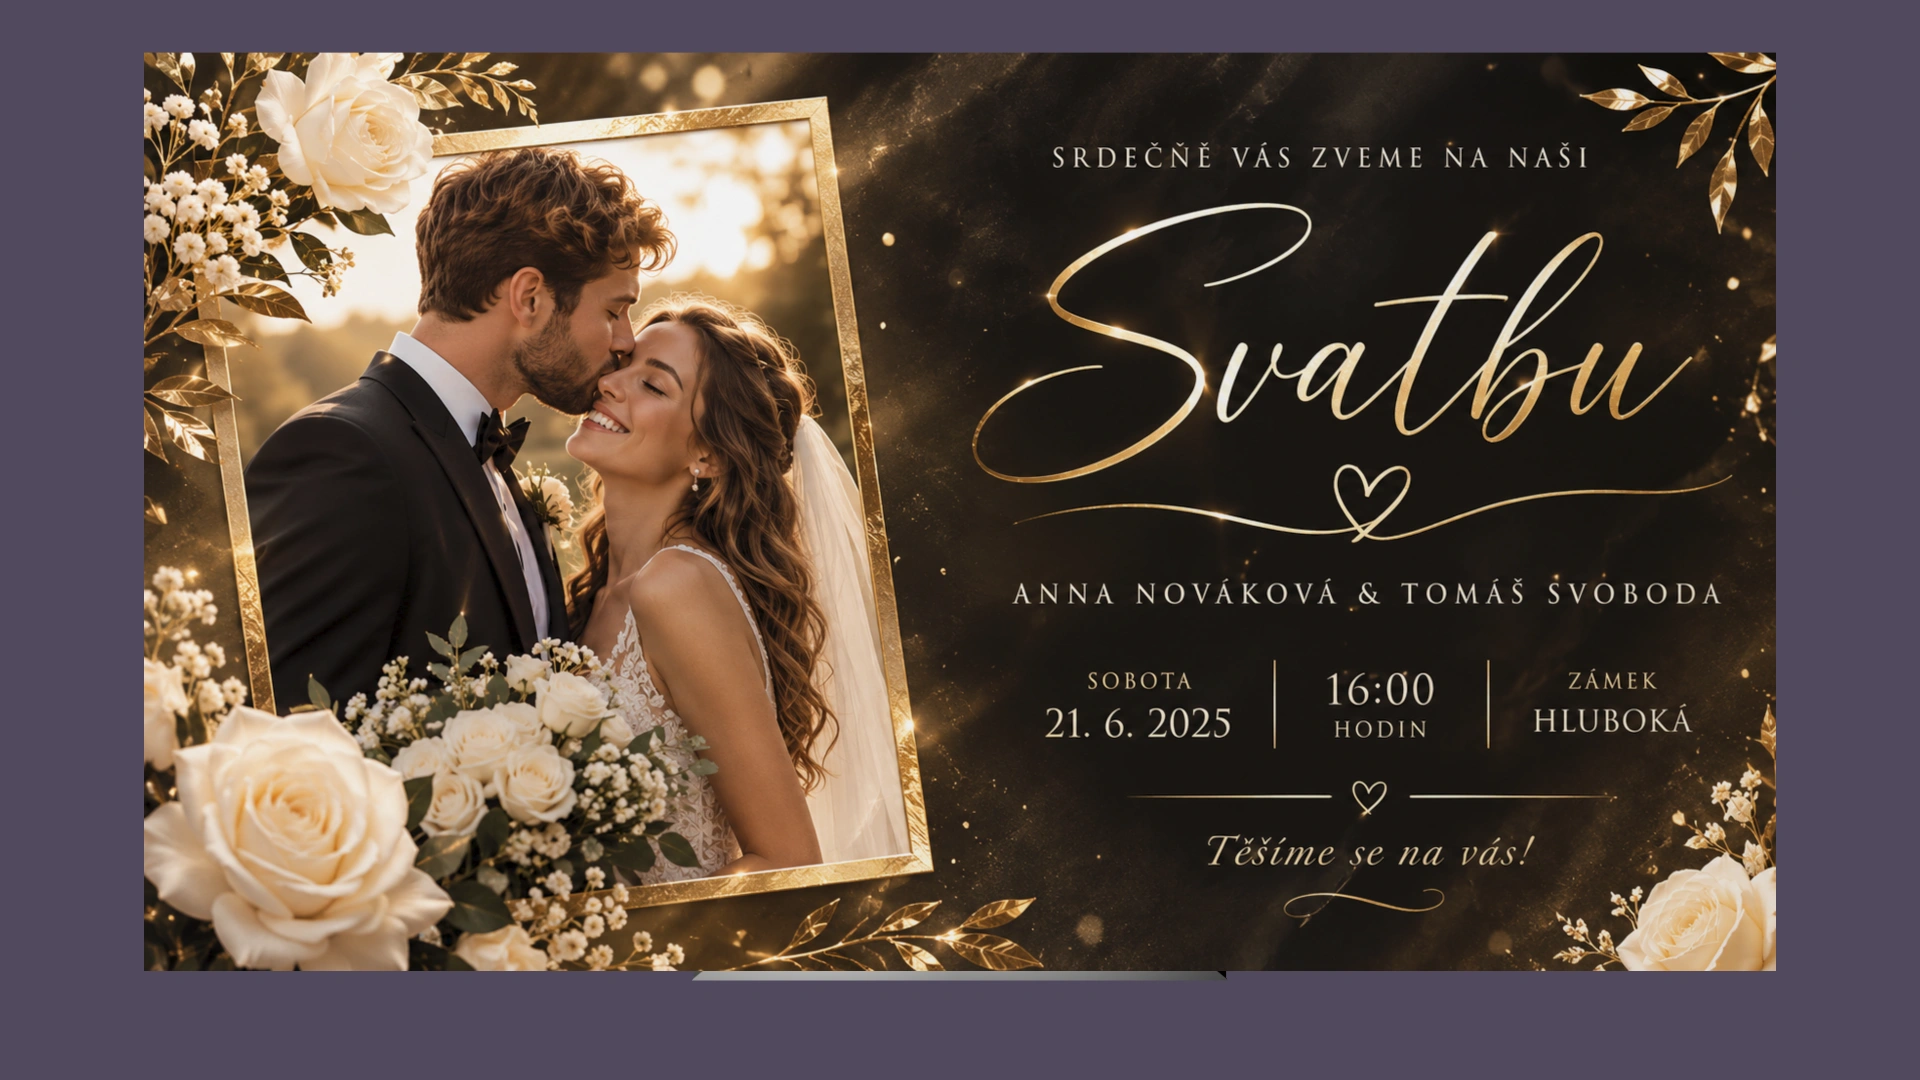 SRDEČŇĚ VÁS ZVEME NA NAŠI
Svatbu
ANNA NOVÁKOVÁ & TOMÁŠ SVOBODA
SOBOTA
21. 6. 2025
16:00
HODIN
ZÁMEK
HLUBOKÁ
Těšíme se na vás!